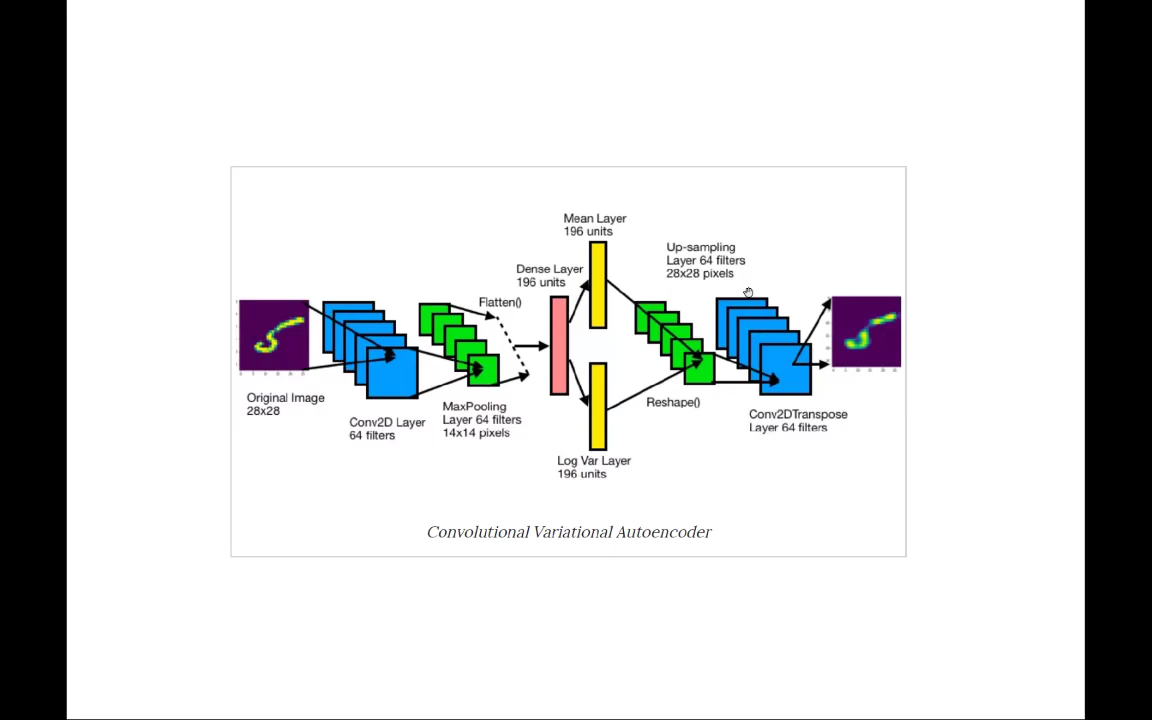 Mean Layer
196 units
Dense Layer
196 units
Up-sampling
Layer 64 filters
28x28 pixels
Flatten()
Original Image
28x28
Conv2D Layer
64 filters
MaxPooling
Layer 64 filters
14x14 pixels
Reshape()
Conv2DTranspose
Layer 64 filters
Log Var Layer
196 units
Convolutional Variational Autoencoder